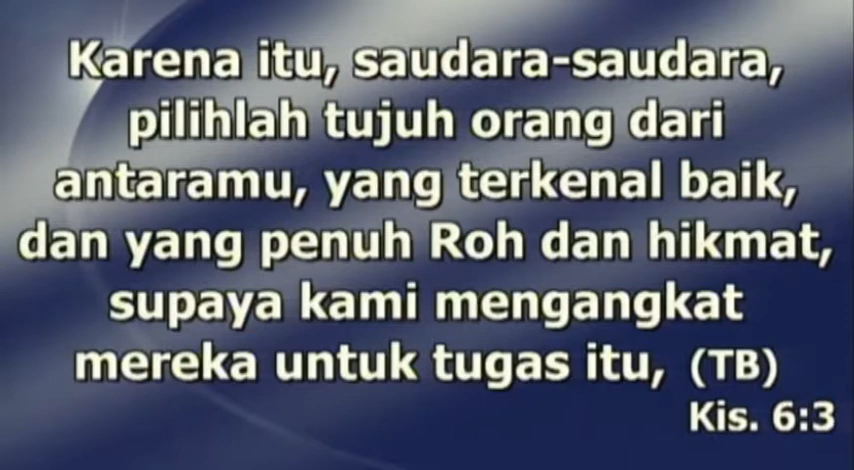 Karena itu, saudara-saudara,
pilihlah tujuh orang dari
antaramu, yang terkenal baik,
dan yang penuh Roh dan hikmat,
supaya kami mengangkat
mereka untuk tugas itu, (TB)
Kis. 6:3